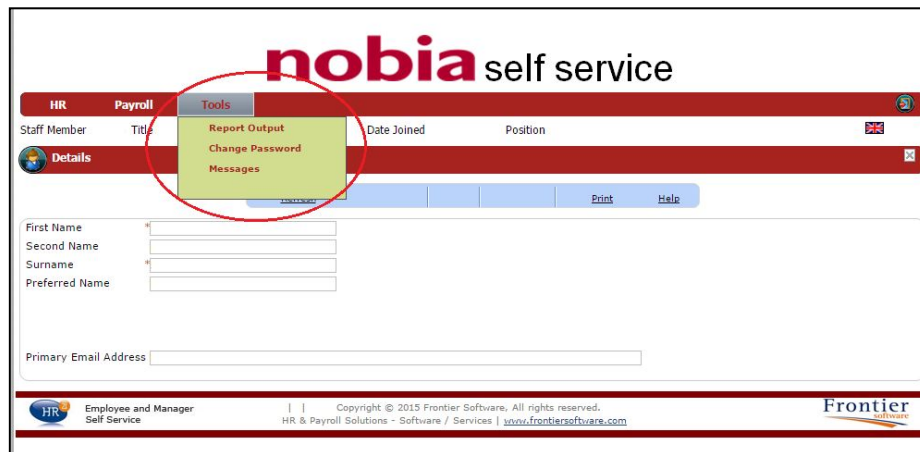 nobia self service
HR Payroll Tools
Staff Member Title Date Joined Position
Report Output
Change Password
Messages
Details
Print Help
First Name *
Second Name
Surname *
Preferred Name
Primary Email Address
HR21 Employee and Manager Self Service
| | Copyright © 2015 Frontier Software, All rights reserved.
HR & Payroll Solutions - Software / Services | www.frontiersoftware.com
Frontier
software